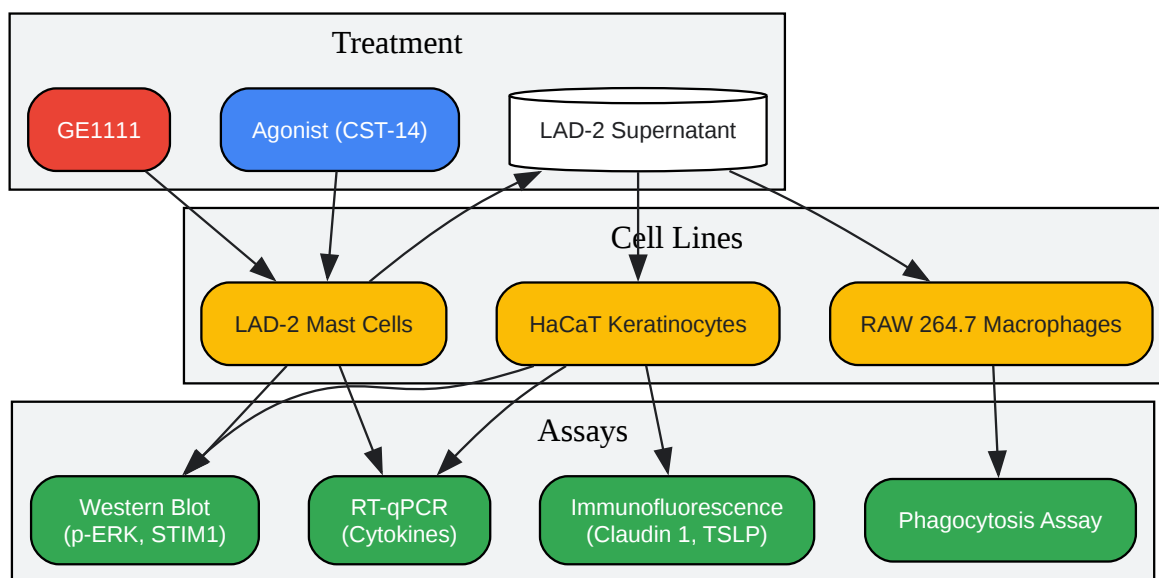 Treatment
GE1111
Agonist (CST-14)
LAD-2 Supernatant
Cell Lines
LAD-2 Mast Cells
HaCaT Keratinocytes
RAW 264.7 Macrophages
Assays
Western Blot
(p-ERK, STIM1)
RT-qPCR
(Cytokines)
Immunofluorescence
(Claudin 1, TSLP)
Phagocytosis Assay